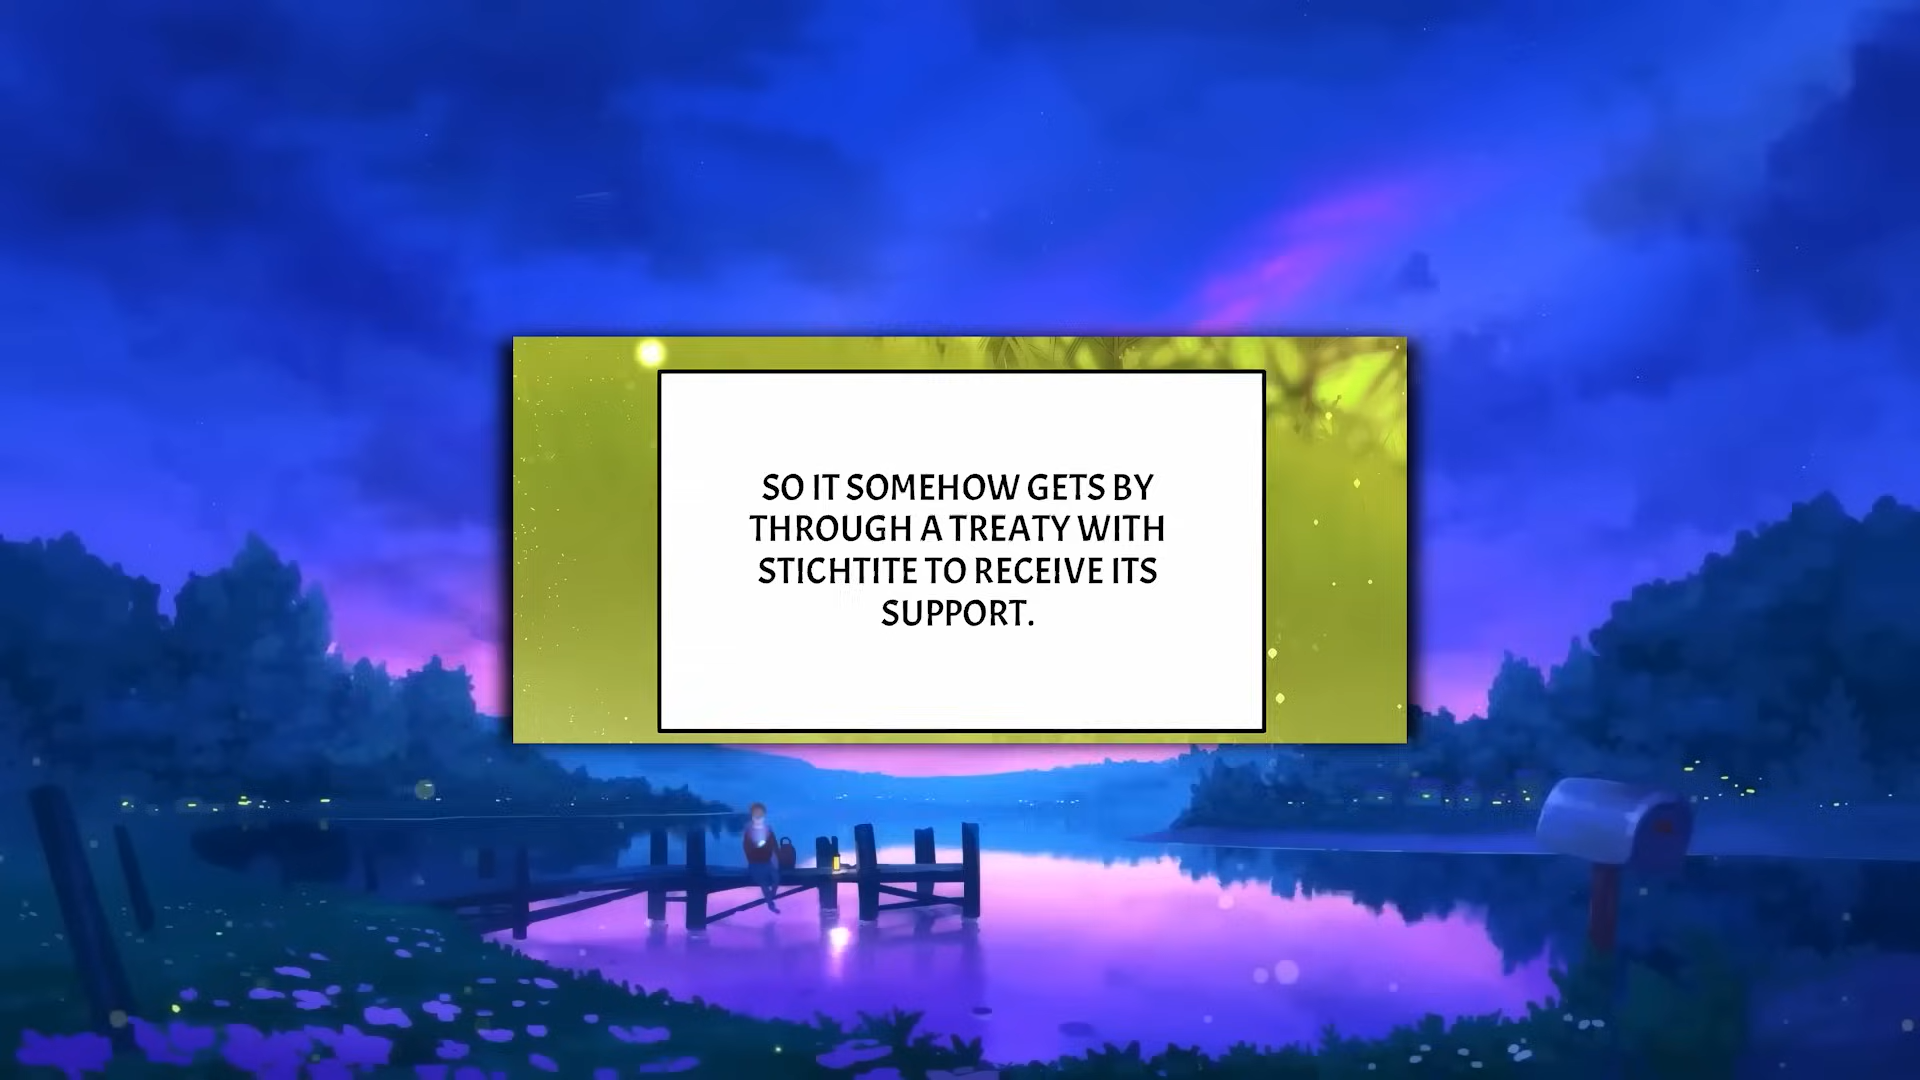 SO IT SOMEHOW GETS BY
THROUGH A TREATY WITH
STICHTITE TO RECEIVE ITS
SUPPORT.